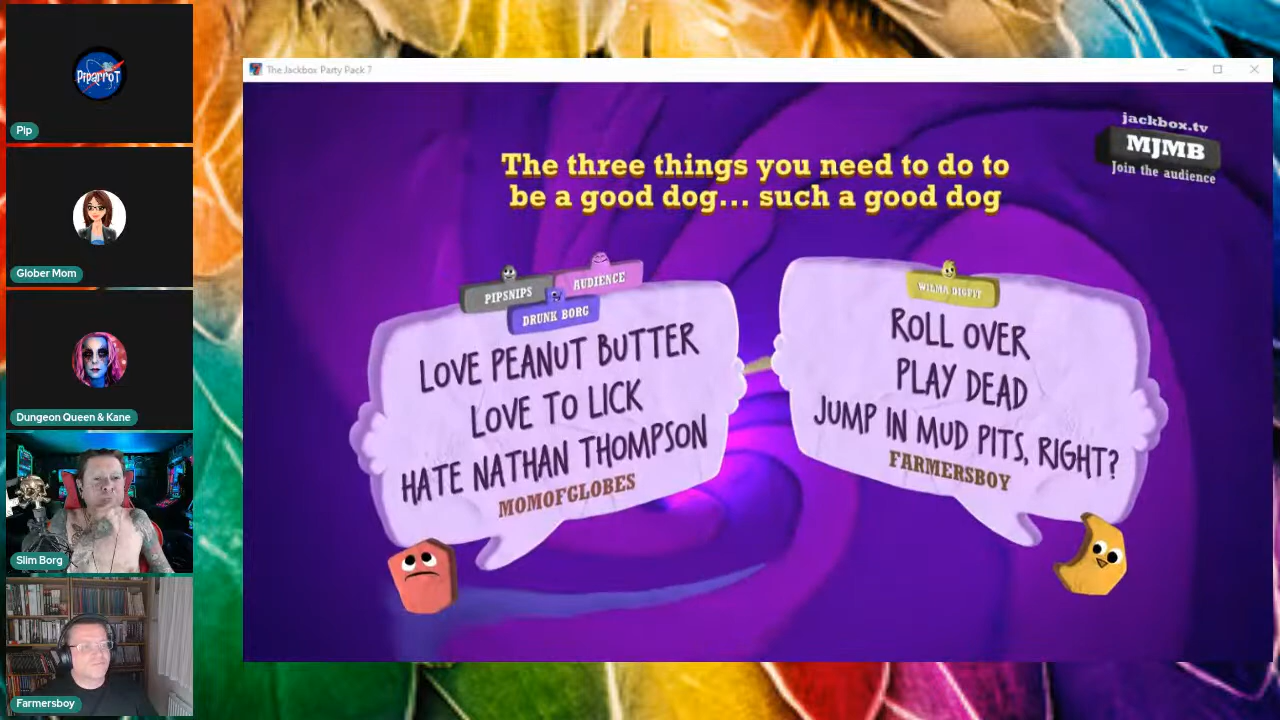 PiparroT
Pip
Glober Mom
Dungeon Queen & Kane
Slim Borg
Farmersboy
The Jackbox Party Pack 7
jackbox.tv
MJMB
Join the audience
The three things you need to do to
be a good dog... such a good dog
PIPSNIPS
AUDIENCE
DRUNK BORG
LOVE PEANUT BUTTER
LOVE TO LICK
HATE NATHAN THOMPSON
MOMOFGLOBES
WILMA DIGFIT
ROLL OVER
PLAY DEAD
JUMP IN MUD PITS, RIGHT?
FARMERSBOY